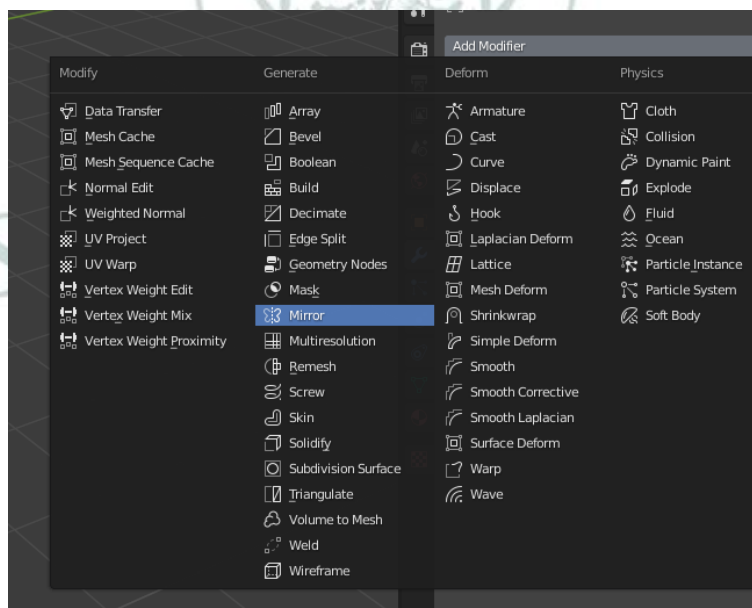 Add Modifier
Modify
Data Transfer
Mesh Cache
Mesh Sequence Cache
Normal Edit
Weighted Normal
UV Project
UV Warp
Vertex Weight Edit
Vertex Weight Mix
Vertex Weight Proximity
Generate
Array
Bevel
Boolean
Build
Decimate
Edge Split
Geometry Nodes
Mask
Mirror
Multiresolution
Remesh
Screw
Skin
Solidify
Subdivision Surface
Triangulate
Volume to Mesh
Weld
Wireframe
Deform
Armature
Cast
Curve
Displace
Hook
Laplacian Deform
Lattice
Mesh Deform
Shrinkwrap
Simple Deform
Smooth
Smooth Corrective
Smooth Laplacian
Surface Deform
Warp
Wave
Physics
Cloth
Collision
Dynamic Paint
Explode
Fluid
Ocean
Particle Instance
Particle System
Soft Body